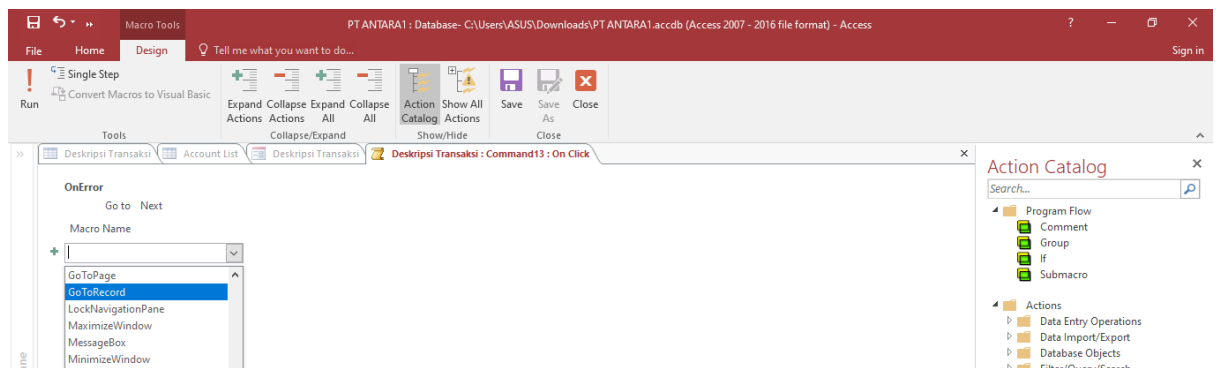 Macro Tools
PT ANTARA1 : Database- C:\Users\ASUS\Downloads\PT ANTARA1.accdb (Access 2007 - 2016 file format) - Access
?
File Home Design Tell me what you want to do... Sign in
Run
Single Step
Convert Macros to Visual Basic
Tools
Expand Actions
Collapse Actions
Expand All
Collapse All
Collapse/Expand
Action Catalog
Show All Actions
Show/Hide
Save
Save As
Close
Close
Deskripsi Transaksi
Account List
Deskripsi Transaksi
Deskripsi Transaksi : Command13 : On Click
OnError
Go to Next
Macro Name
GoToPage
GoToRecord
LockNavigationPane
MaximizeWindow
MessageBox
MinimizeWindow
Action Catalog
Search...
Program Flow
Comment
Group
If
Submacro
Actions
Data Entry Operations
Data Import/Export
Database Objects
Filter/Query/Search